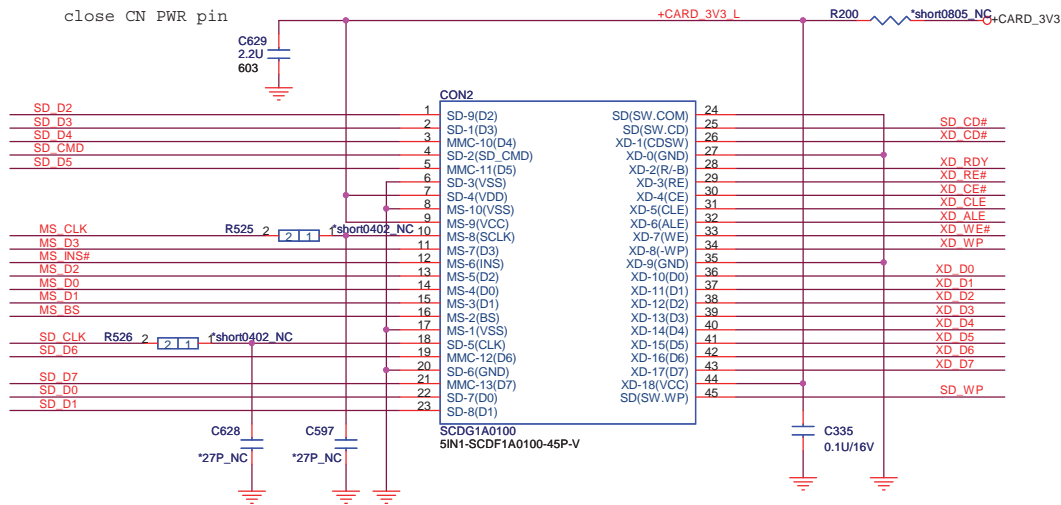 close CN PWR pin
+CARD_3V3_L
R200
*short0805_NC
+CARD_3V3
C629
2.2U
603
CON2
SD_D2 1 SD-9(D2) SD(SW.COM) 24
SD_D3 2 SD-1(D3) SD(SW.CD) 25 SD_CD#
SD_D4 3 MMC-10(D4) XD-1(CDSW) 26 XD_CD#
SD_CMD 4 SD-2(SD_CMD) XD-0(GND) 27
SD_D5 5 MMC-11(D5) XD-2(R/-B) 28 XD_RDY
6 SD-3(VSS) XD-3(RE) 29 XD_RE#
7 SD-4(VDD) XD-4(CE) 30 XD_CE#
8 MS-10(VSS) XD-5(CLE) 31 XD_CLE
9 MS-9(VCC) XD-6(ALE) 32 XD_ALE
MS_CLK R525 2 2 1 1 *short0402_NC 10 MS-8(SCLK) XD-7(WE) 33 XD_WE#
MS_D3 11 MS-7(D3) XD-8(-WP) 34 XD_WP
MS_INS# 12 MS-6(INS) XD-9(GND) 35
MS_D2 13 MS-5(D2) XD-10(D0) 36 XD_D0
MS_D0 14 MS-4(D0) XD-11(D1) 37 XD_D1
MS_D1 15 MS-3(D1) XD-12(D2) 38 XD_D2
MS_BS 16 MS-2(BS) XD-13(D3) 39 XD_D3
17 MS-1(VSS) XD-14(D4) 40 XD_D4
SD_CLK R526 2 2 1 1 *short0402_NC 18 SD-5(CLK) XD-15(D5) 41 XD_D5
SD_D6 19 MMC-12(D6) XD-16(D6) 42 XD_D6
20 SD-6(GND) XD-17(D7) 43 XD_D7
SD_D7 21 MMC-13(D7) XD-18(VCC) 44
SD_D0 22 SD-7(D0) SD(SW.WP) 45 SD_WP
SD_D1 23 SD-8(D1)
SCDG1A0100
5IN1-SCDF1A0100-45P-V
C628
*27P_NC
C597
*27P_NC
C335
0.1U/16V